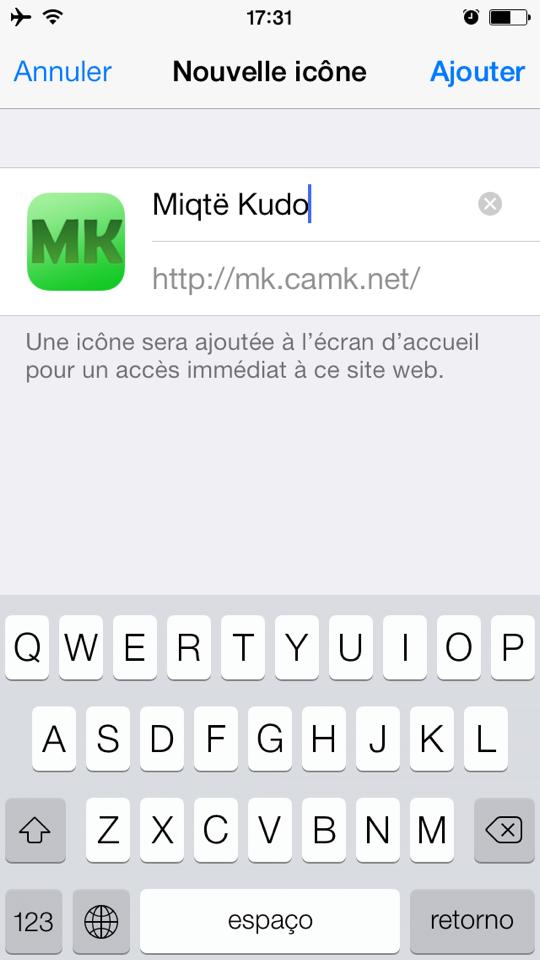 17:31
Annuler Nouvelle icône Ajouter
MK Miqtë Kudo
http://mk.camk.net/
Une icône sera ajoutée à l’écran d’accueil
pour un accès immédiat à ce site web.
Q W E R T Y U I O P
A S D F G H J K L
Z X C V B N M
123 espaço retorno